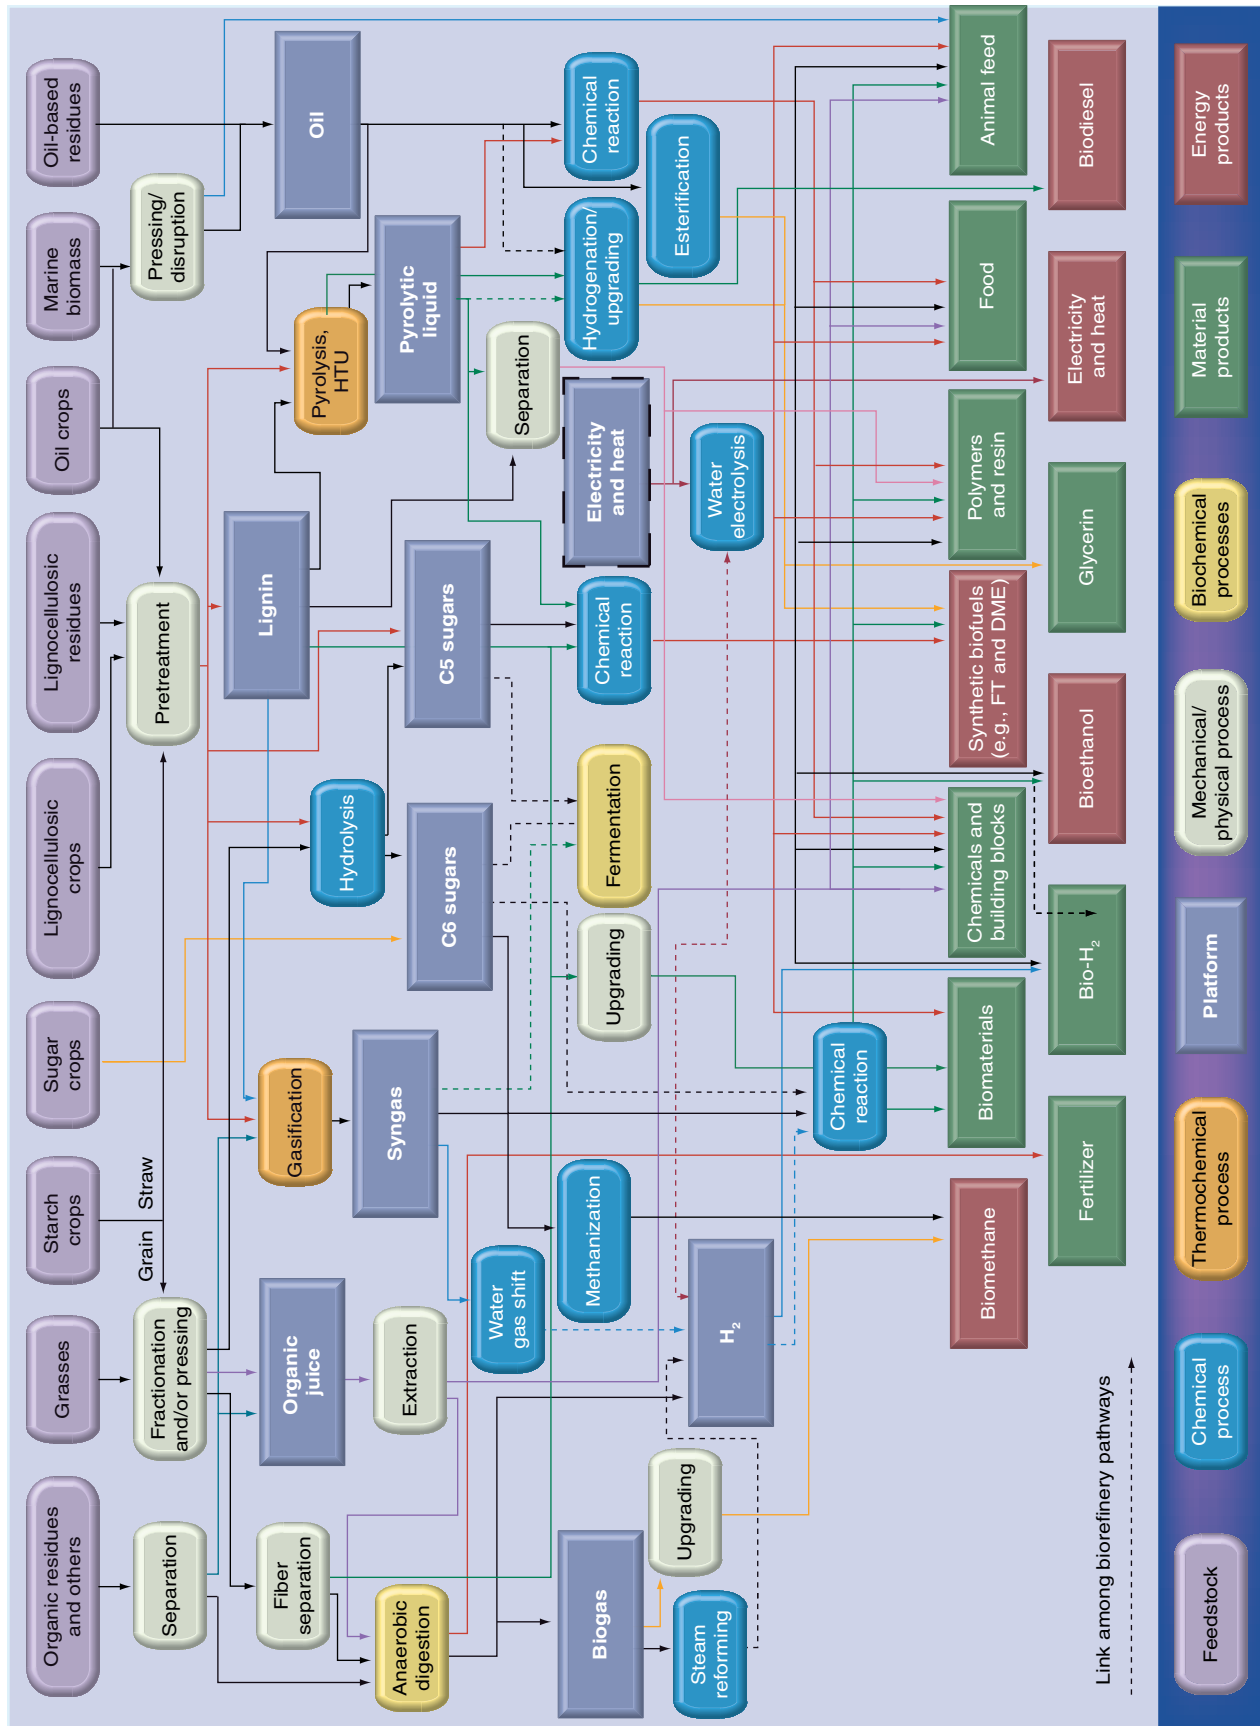 Organic residues
and others
Grasses
Starch
crops
Sugar
crops
Lignocellulosic
crops
Lignocellulosic
residues
Oil crops
Marine
biomass
Oil-based
residues
Grain
Straw
Separation
Fractionation
and/or pressing
Pretreatment
Pressing/
disruption
Fiber
separation
Organic
juice
Gasification
Hydrolysis
Lignin
Pyrolysis,
HTU
Oil
Anaerobic
digestion
Extraction
Syngas
C6 sugars
C5 sugars
Pyrolytic
liquid
Water
gas shift
Separation
Biogas
Methanization
Upgrading
Fermentation
Chemical
reaction
Electricity
and heat
Hydrogenation/
upgrading
Chemical
reaction
Steam
reforming
Upgrading
H2
Water
electrolysis
Esterification
Chemical
reaction
Biomethane
Biomaterials
Chemicals and
building blocks
Synthetic biofuels
(e.g., FT and DME)
Polymers
and resin
Food
Animal feed
Fertilizer
Bio-H2
Bioethanol
Glycerin
Electricity
and heat
Biodiesel
Link among biorefinery pathways
Feedstock
Chemical
process
Thermochemical
process
Platform
Mechanical/
physical process
Biochemical
processes
Material
products
Energy
products